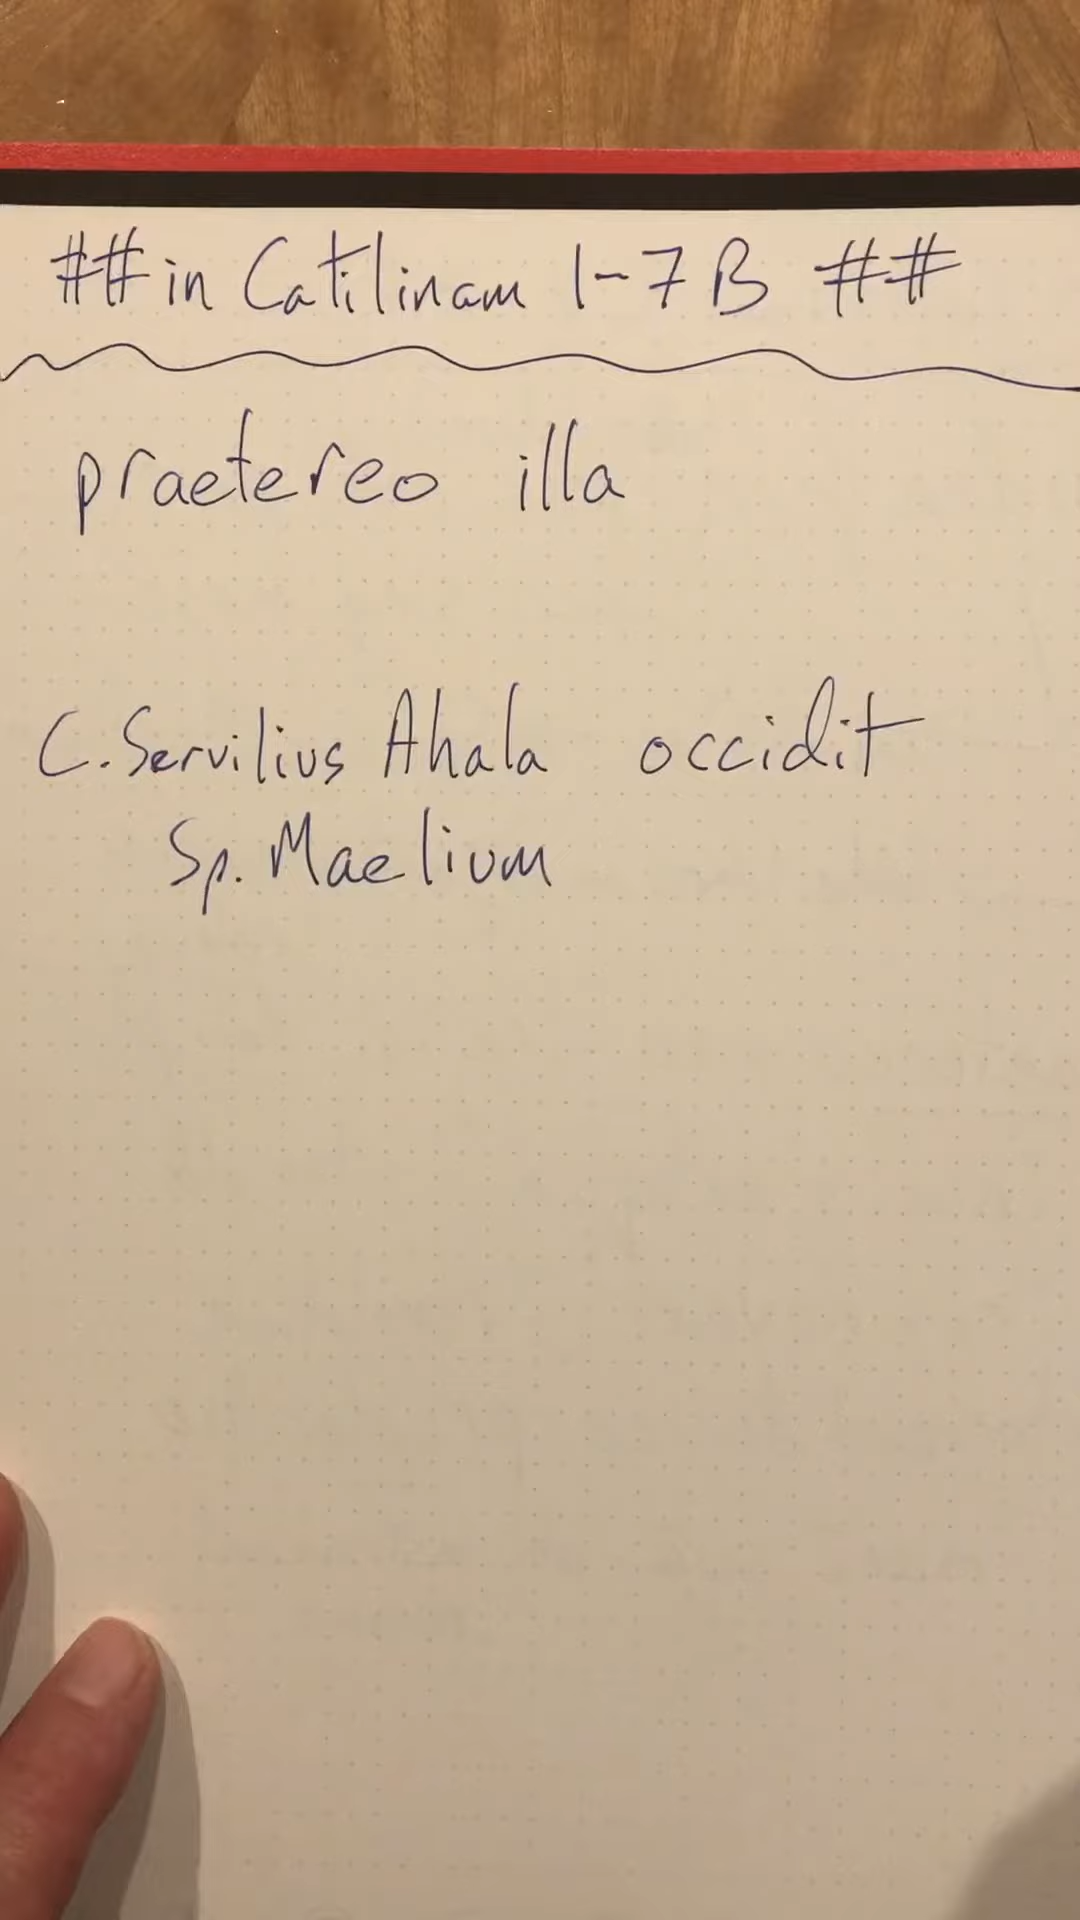 ##in Catilinam 1-7B ##
praetereo illa
C. Servilius Ahala occidit
Sp. Maelium